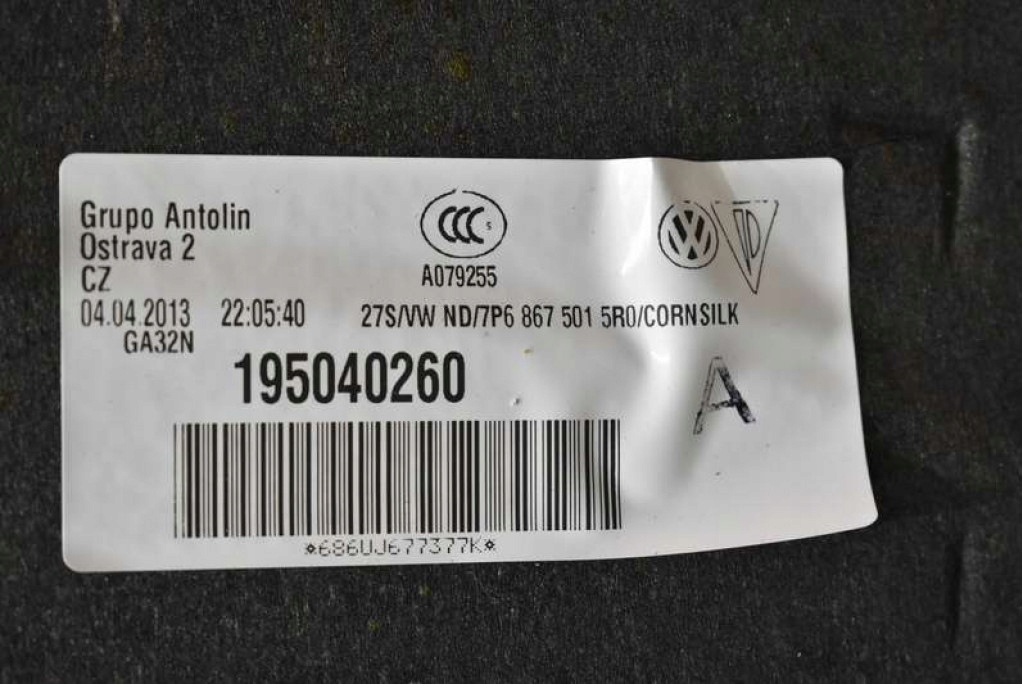 Grupo Antolin
Ostrava 2
CZ
04.04.2013 22:05:40
GA32N
CCC S
A079255
27S/VW ND/7P6 867 501 5R0/CORNSILK
195040260
A
*686UJ677377K*